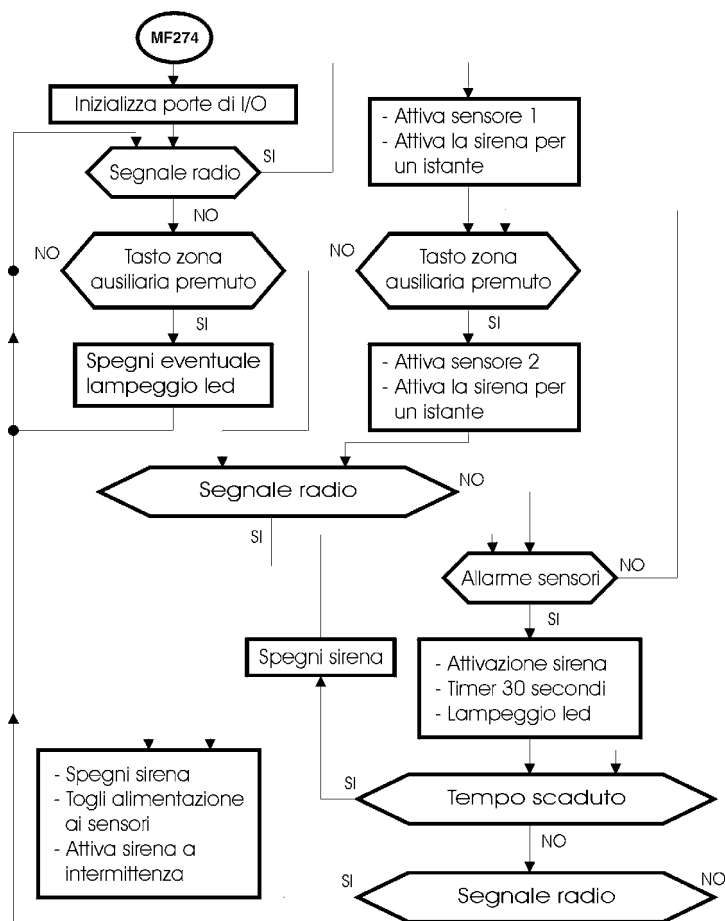 MF274
Inizializza porte di I/O
Segnale radio
SI
NO
NO
Tasto zona
ausiliaria premuto
SI
Spegni eventuale
lampeggio led
- Attiva sensore 1
- Attiva la sirena per
un istante
NO
Tasto zona
ausiliaria premuto
SI
- Attiva sensore 2
- Attiva la sirena per
un istante
Segnale radio
NO
SI
Allarme sensori
NO
SI
Spegni sirena
- Attivazione sirena
- Timer 30 secondi
- Lampeggio led
- Spegni sirena
- Togli alimentazione
ai sensori
- Attiva sirena a
intermittenza
SI
Tempo scaduto
NO
SI
Segnale radio
NO